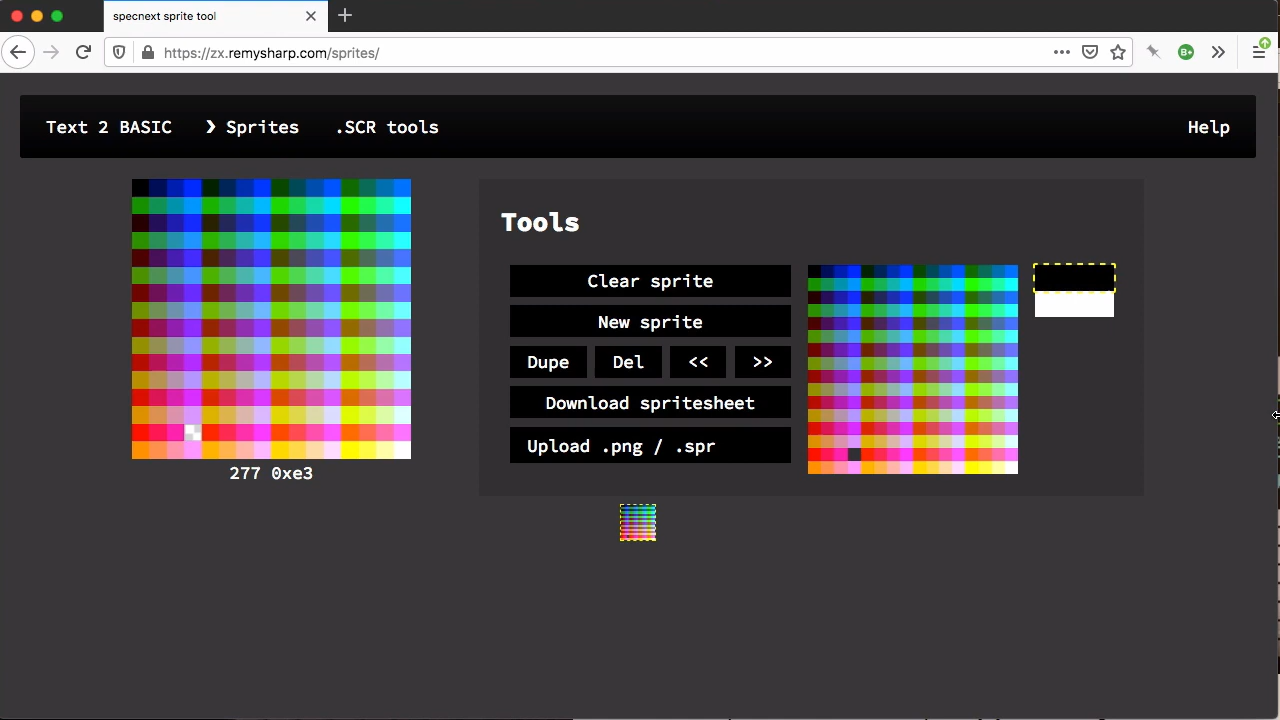 specnext sprite tool
https://zx.remysharp.com/sprites/
B+
Text 2 BASIC
❯ Sprites
.SCR tools
Help
Tools
Clear sprite
New sprite
Dupe
Del
<<
>>
Download spritesheet
Upload .png / .spr
277 0xe3